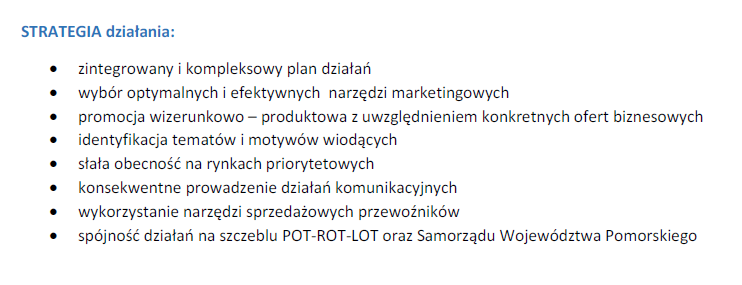 STRATEGIA działania:
• zintegrowany i kompleksowy plan działań
• wybór optymalnych i efektywnych  narzędzi marketingowych
• promocja wizerunkowo – produktowa z uwzględnieniem konkretnych ofert biznesowych
• identyfikacja tematów i motywów wiodących
• słała obecność na rynkach priorytetowych
• konsekwentne prowadzenie działań komunikacyjnych
• wykorzystanie narzędzi sprzedażowych przewoźników
• spójność działań na szczeblu POT-ROT-LOT oraz Samorządu Województwa Pomorskiego